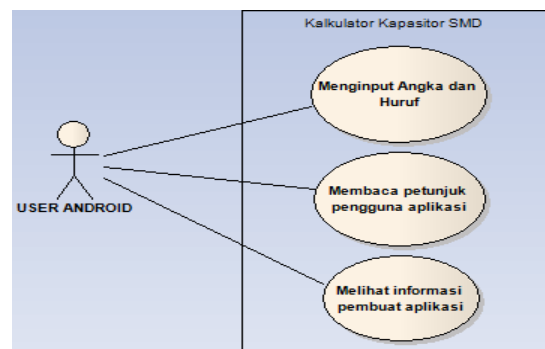 Kalkulator Kapasitor SMD
Menginput Angka dan
Huruf
Membaca petunjuk
pengguna aplikasi
USER ANDROID
Melihat informasi
pembuat aplikasi